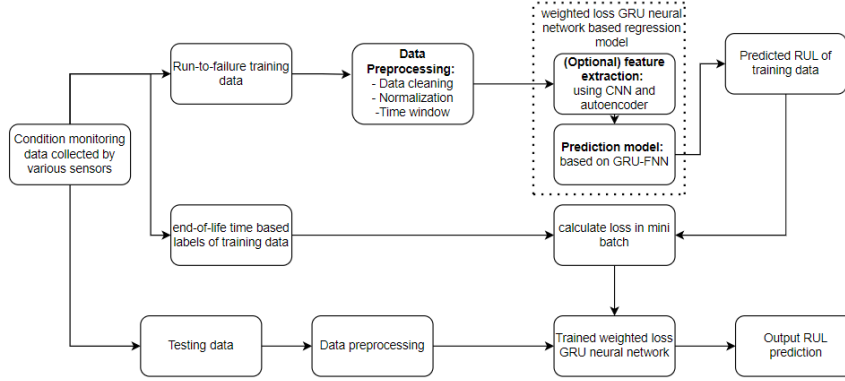 weighted loss GRU neural
network based regression
model
Run-to-failure training
data
Data
Preprocessing:
- Data cleaning
- Normalization
-Time window
(Optional) feature
extraction:
using CNN and
autoencoder
Predicted RUL of
training data
Condition monitoring
data collected by
various sensors
Prediction model:
based on GRU-FNN
end-of-life time based
labels of training data
calculate loss in mini
batch
Testing data
Data preprocessing
Trained weighted loss
GRU neural network
Output RUL
prediction